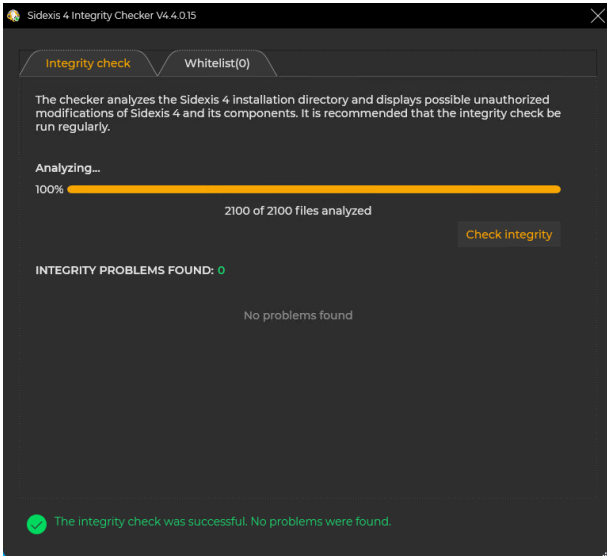 Sidexis 4 Integrity Checker V4.4.0.15
Integrity check
Whitelist(0)
The checker analyzes the Sidexis 4 installation directory and displays possible unauthorized
modifications of Sidexis 4 and its components. It is recommended that the integrity check be
run regularly.
Analyzing...
100%
2100 of 2100 files analyzed
Check integrity
INTEGRITY PROBLEMS FOUND: 0
No problems found
The integrity check was successful. No problems were found.